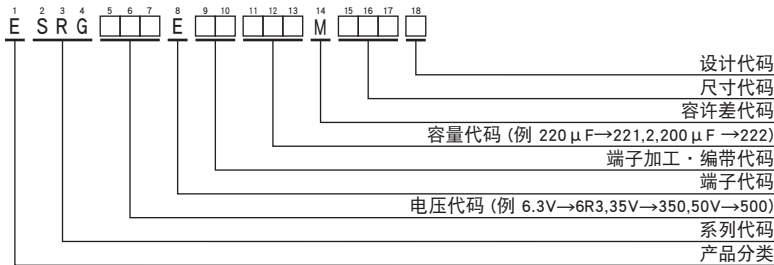 1 2 3 4 5 6 7 8 9 10 11 12 13 14 15 16 17 18
E S R G E M
设计代码
尺寸代码
容许差代码
容量代码 (例 220μF→221,2,200μF →222)
端子加工・编带代码
端子代码
电压代码 (例 6.3V→6R3,35V→350,50V→500)
系列代码
产品分类